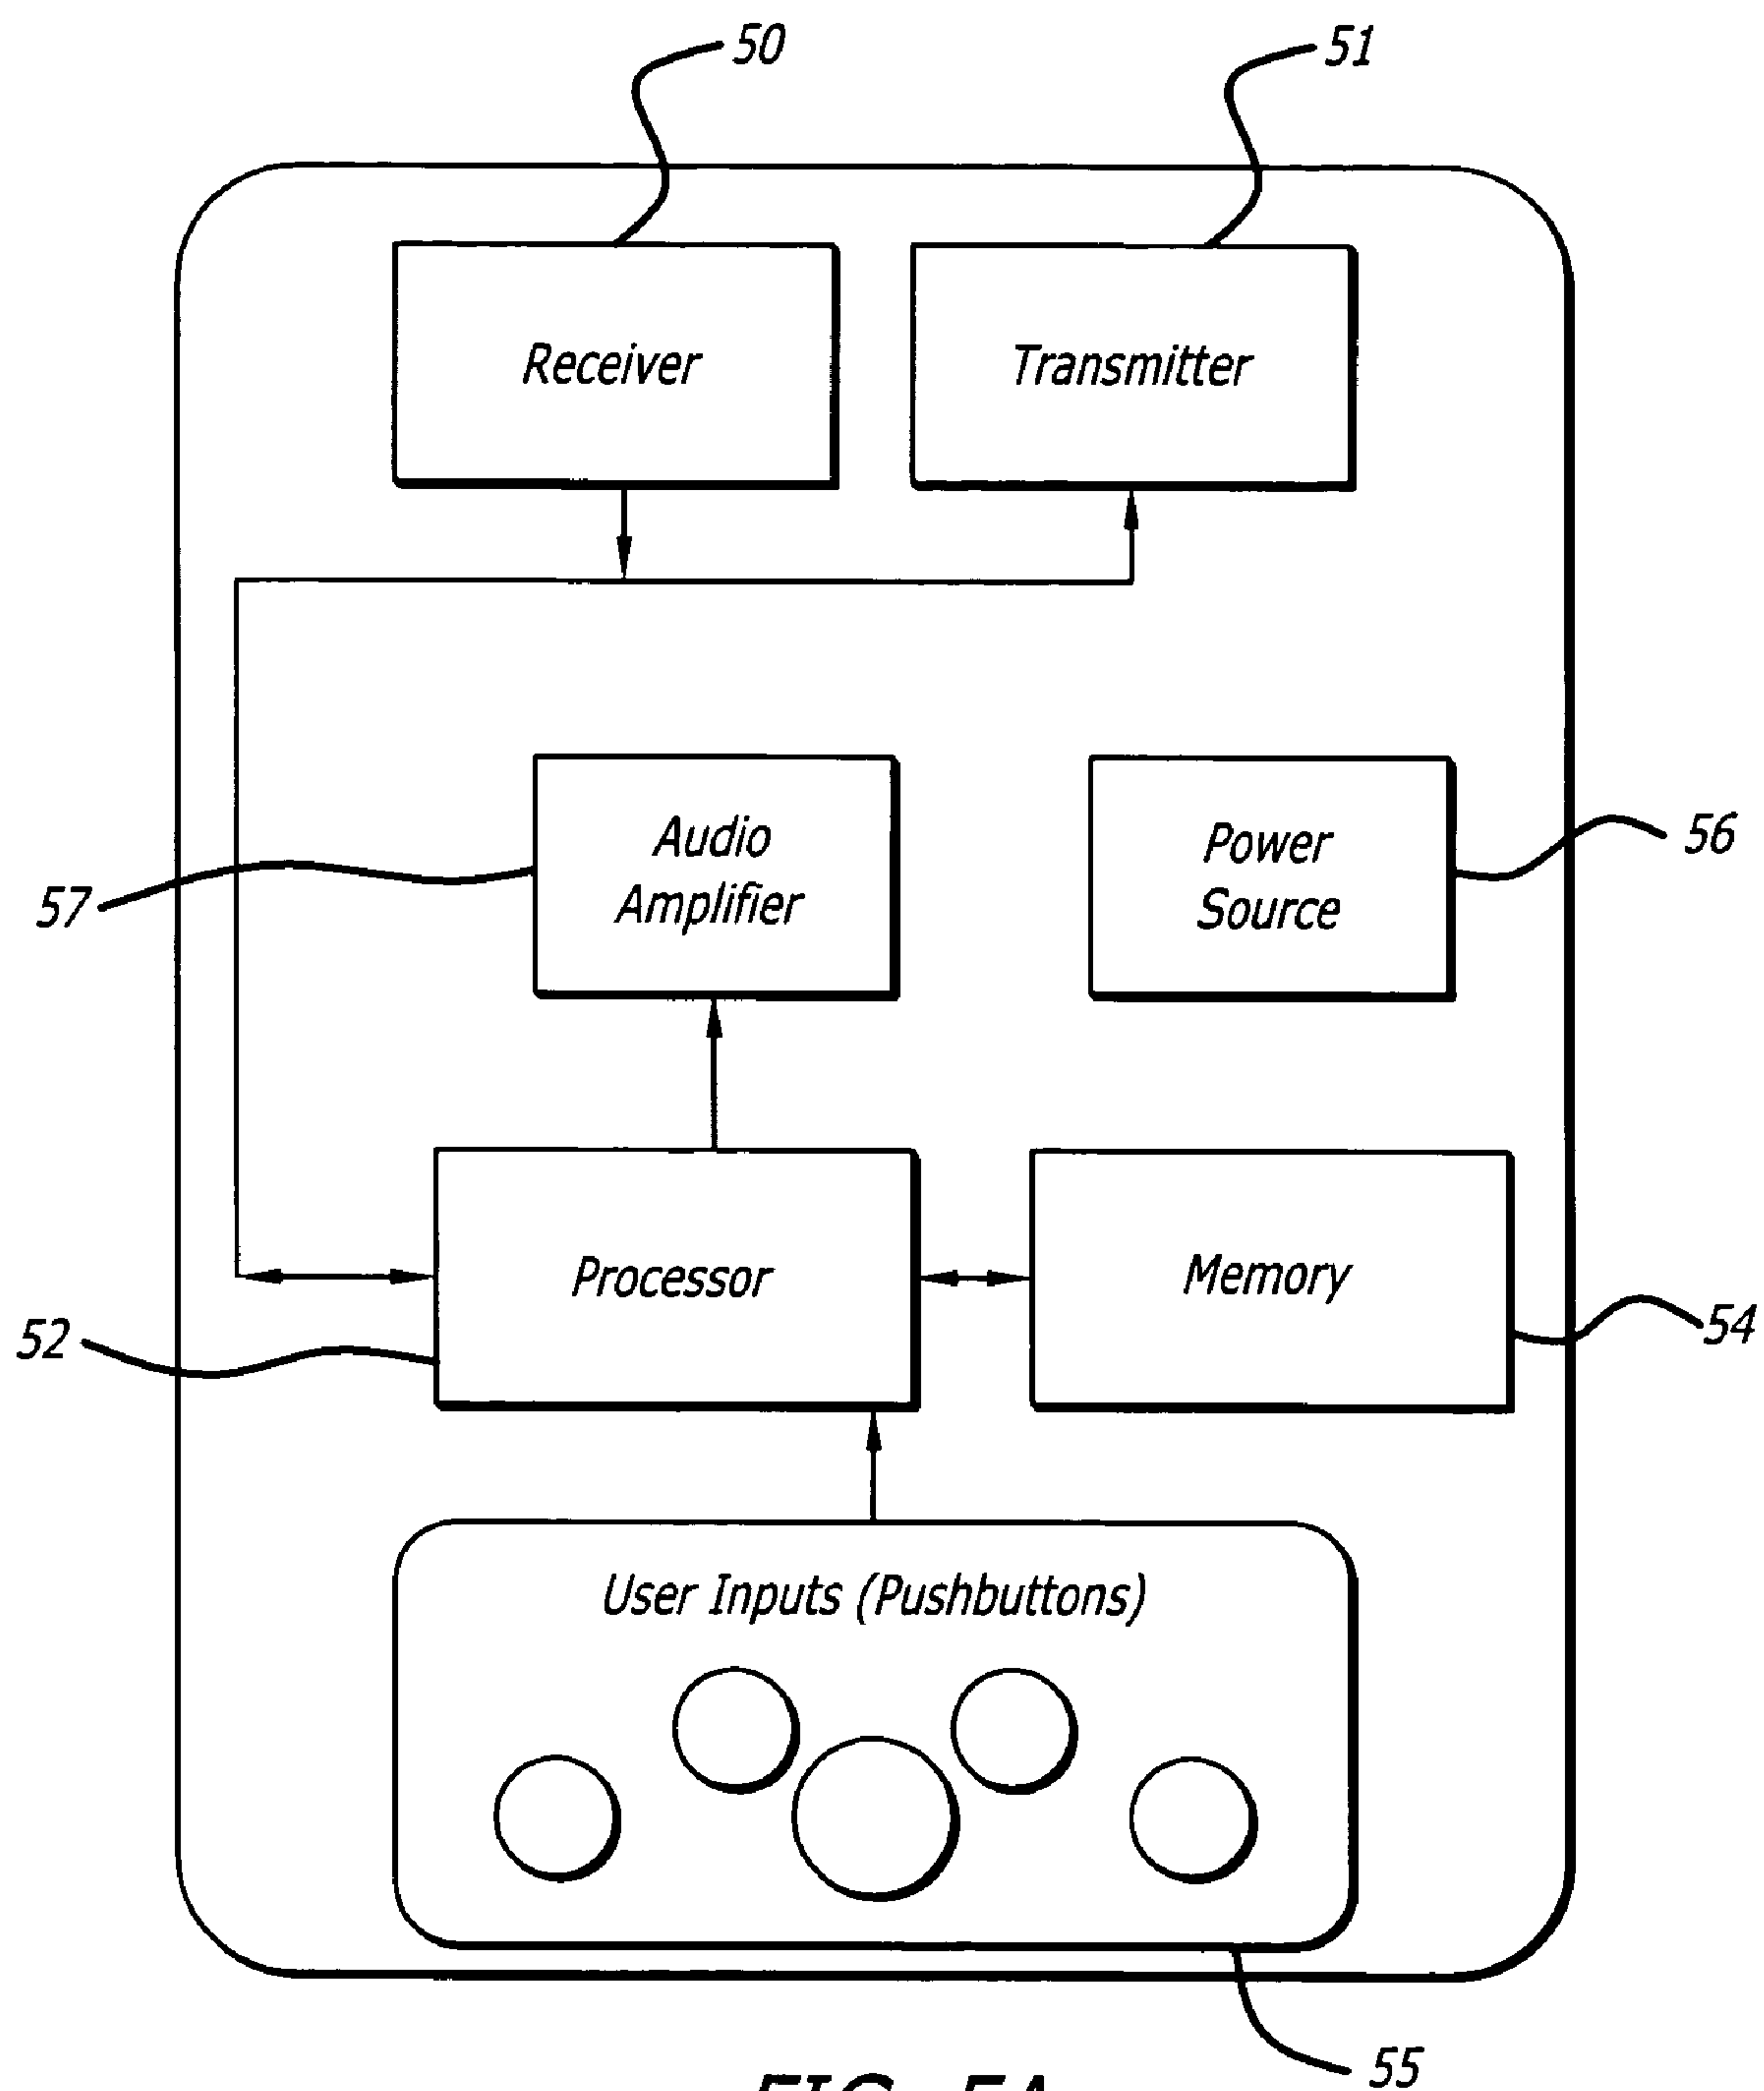 50
51
Receiver
Transmitter
Audio
Amplifier
Power
Source
56
57
Processor
Memory
52
54
User Inputs (Pushbuttons)
55